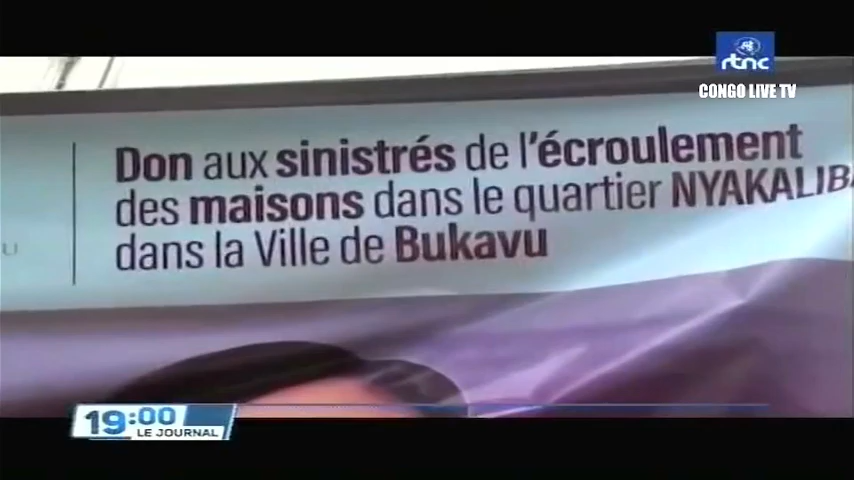 rtnc
CONGO LIVE TV
Don aux sinistrés de l'écroulement
des maisons dans le quartier
dans la Ville de Bukavu
19:00
LE JOURNAL